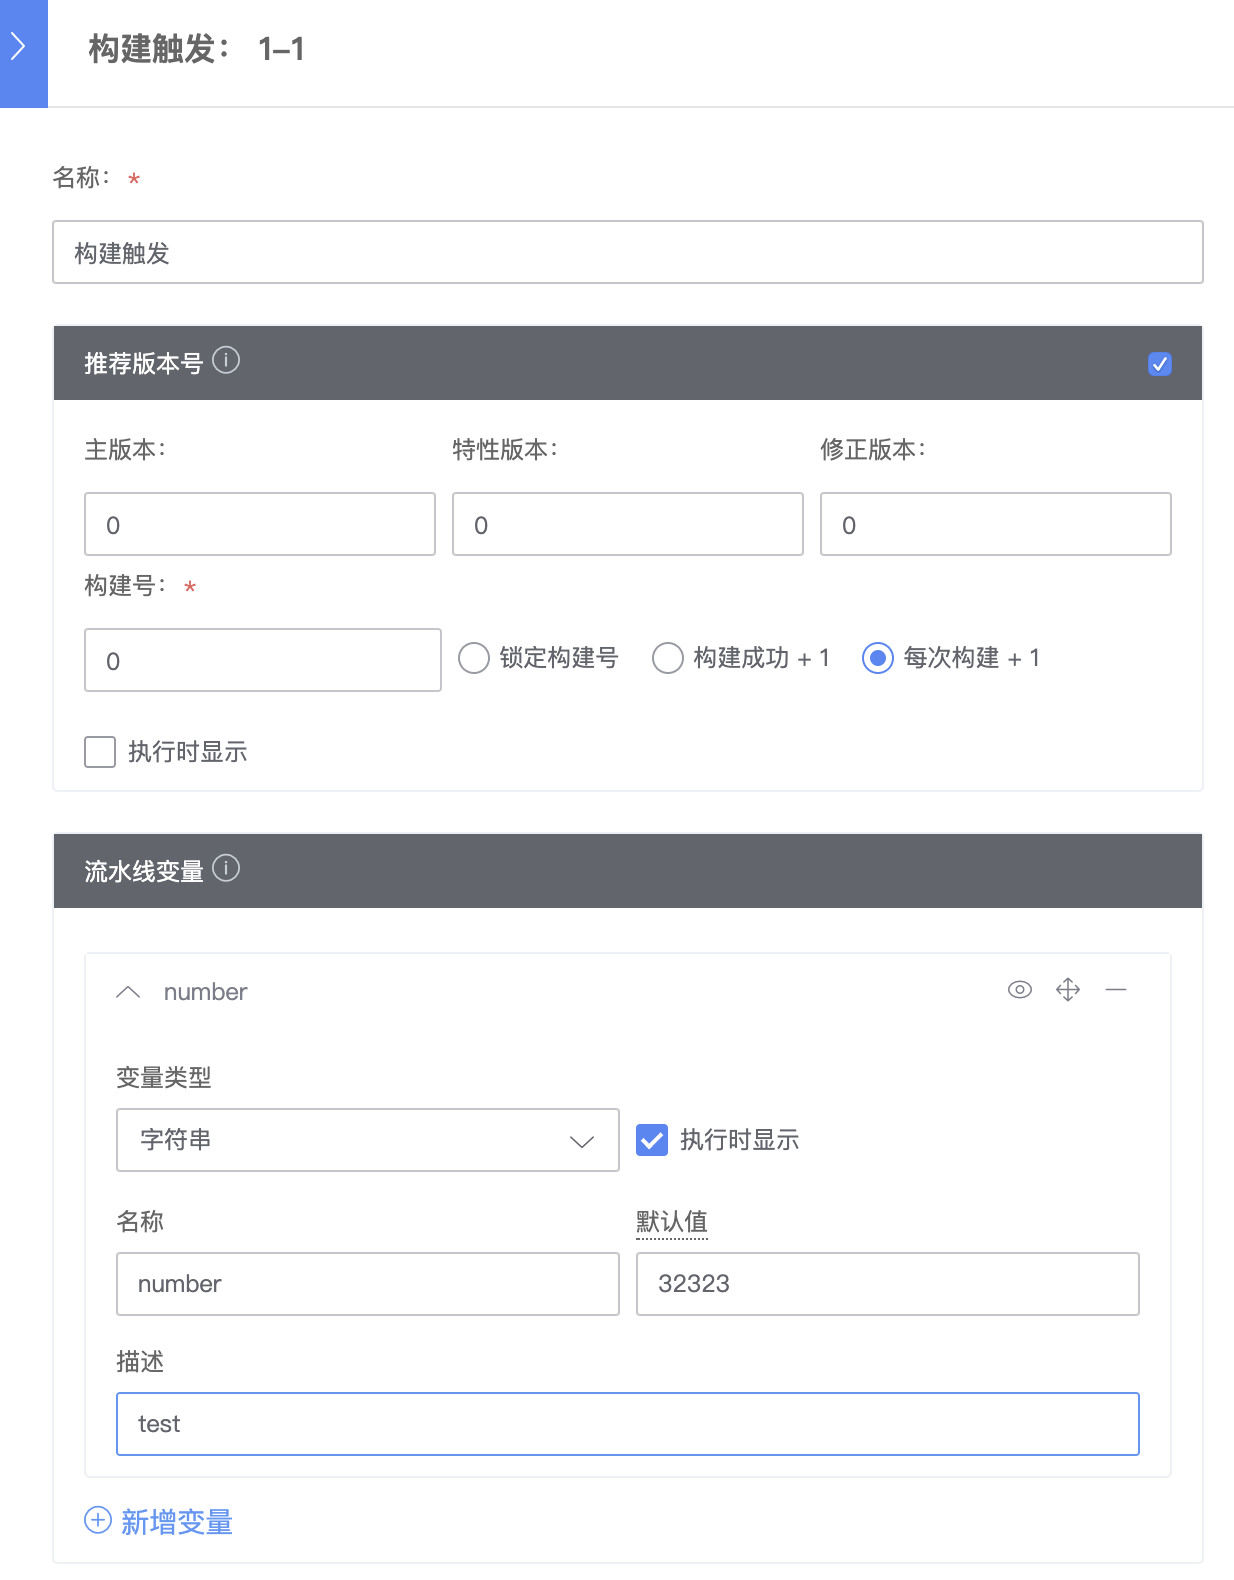 构建触发： 1–1
名称： *
构建触发
推荐版本号
主版本： 特性版本： 修正版本：
0 0 0
构建号： *
0 锁定构建号 构建成功 + 1 每次构建 + 1
执行时显示
流水线变量
number
变量类型
字符串 执行时显示
名称 默认值
number 32323
描述
test
新增变量